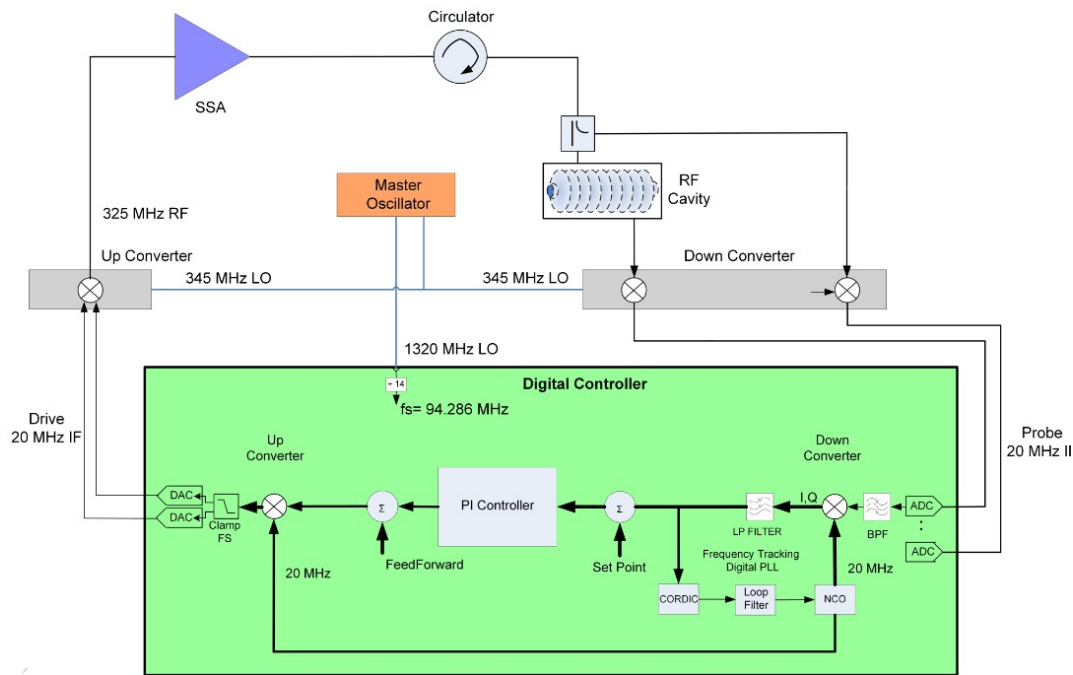 Circulator
SSA
Master
Oscillator
RF
Cavity
325 MHz RF
Up Converter
Down Converter
345 MHz LO
345 MHz LO
1320 MHz LO
÷ 14
Digital Controller
fs= 94.286 MHz
Drive
20 MHz IF
Probe
20 MHz IF
Up
Converter
Down
Converter
DAC
DAC
Clamp
FS
Σ
PI Controller
Σ
I,Q
LP FILTER
BPF
ADC
ADC
20 MHz
FeedForward
Set Point
Frequency Tracking
Digital PLL
20 MHz
CORDIC
Loop
Filter
NCO